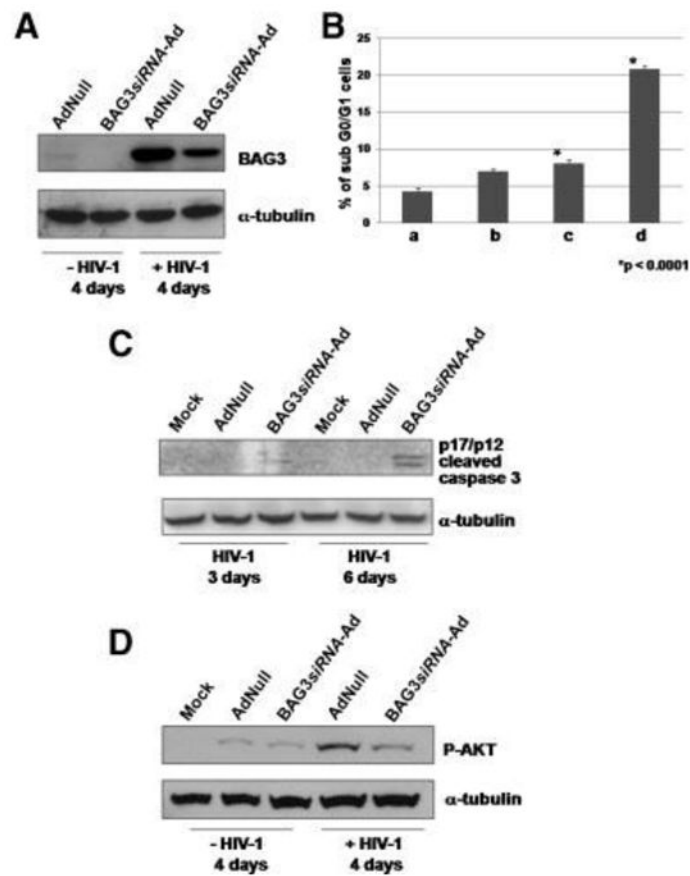 A
AdNull
BAG3siRNA-Ad
AdNull
BAG3siRNA-Ad
BAG3
α-tubulin
- HIV-1 + HIV-1
4 days 4 days
B
% of sub G0/G1 cells
25
20
15
10
5
0
*
*
a b c d
*p < 0.0001
C
Mock
AdNull
BAG3siRNA-Ad
Mock
AdNull
BAG3siRNA-Ad
p17/p12
cleaved
caspase 3
α-tubulin
HIV-1 HIV-1
3 days 6 days
D
Mock
AdNull
BAG3siRNA-Ad
AdNull
BAG3siRNA-Ad
P-AKT
α-tubulin
- HIV-1 + HIV-1
4 days 4 days